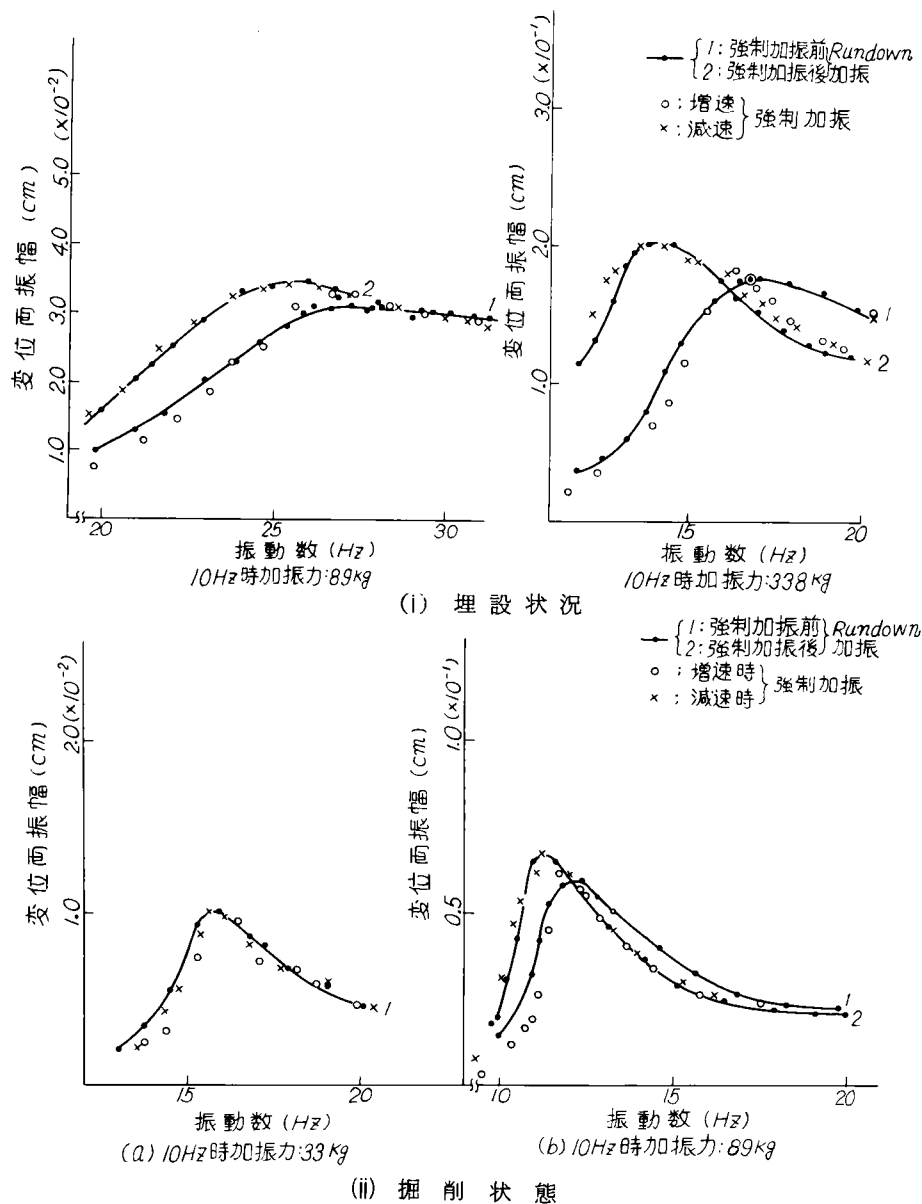 変位両振幅 (cm) (×10⁻²)
5.0
4.0
3.0
2.0
1.0
2
1
20 25 30
振動数 (Hz)
10Hz時加振力:89kg
変位両振幅 (cm) (×10⁻¹)
3.0
2.0
1.0
1:強制加振前 Rundown
2:強制加振後 加振
○:増速
×:減速
強制加振
1
2
15 20
振動数 (Hz)
10Hz時加振力:338kg
(i) 埋設状況
変位両振幅 (cm) (×10⁻²)
2.0
1.0
1
15 20
振動数 (Hz)
(a) 10Hz時加振力:33kg
1:強制加振前 Rundown
2:強制加振後 加振
○;増速時
×;減速時
強制加振
変位両振幅 (cm) (×10⁻¹)
1.0
0.5
1
2
10 15 20
振動数 (Hz)
(b) 10Hz時加振力:89kg
(ii) 掘削状態